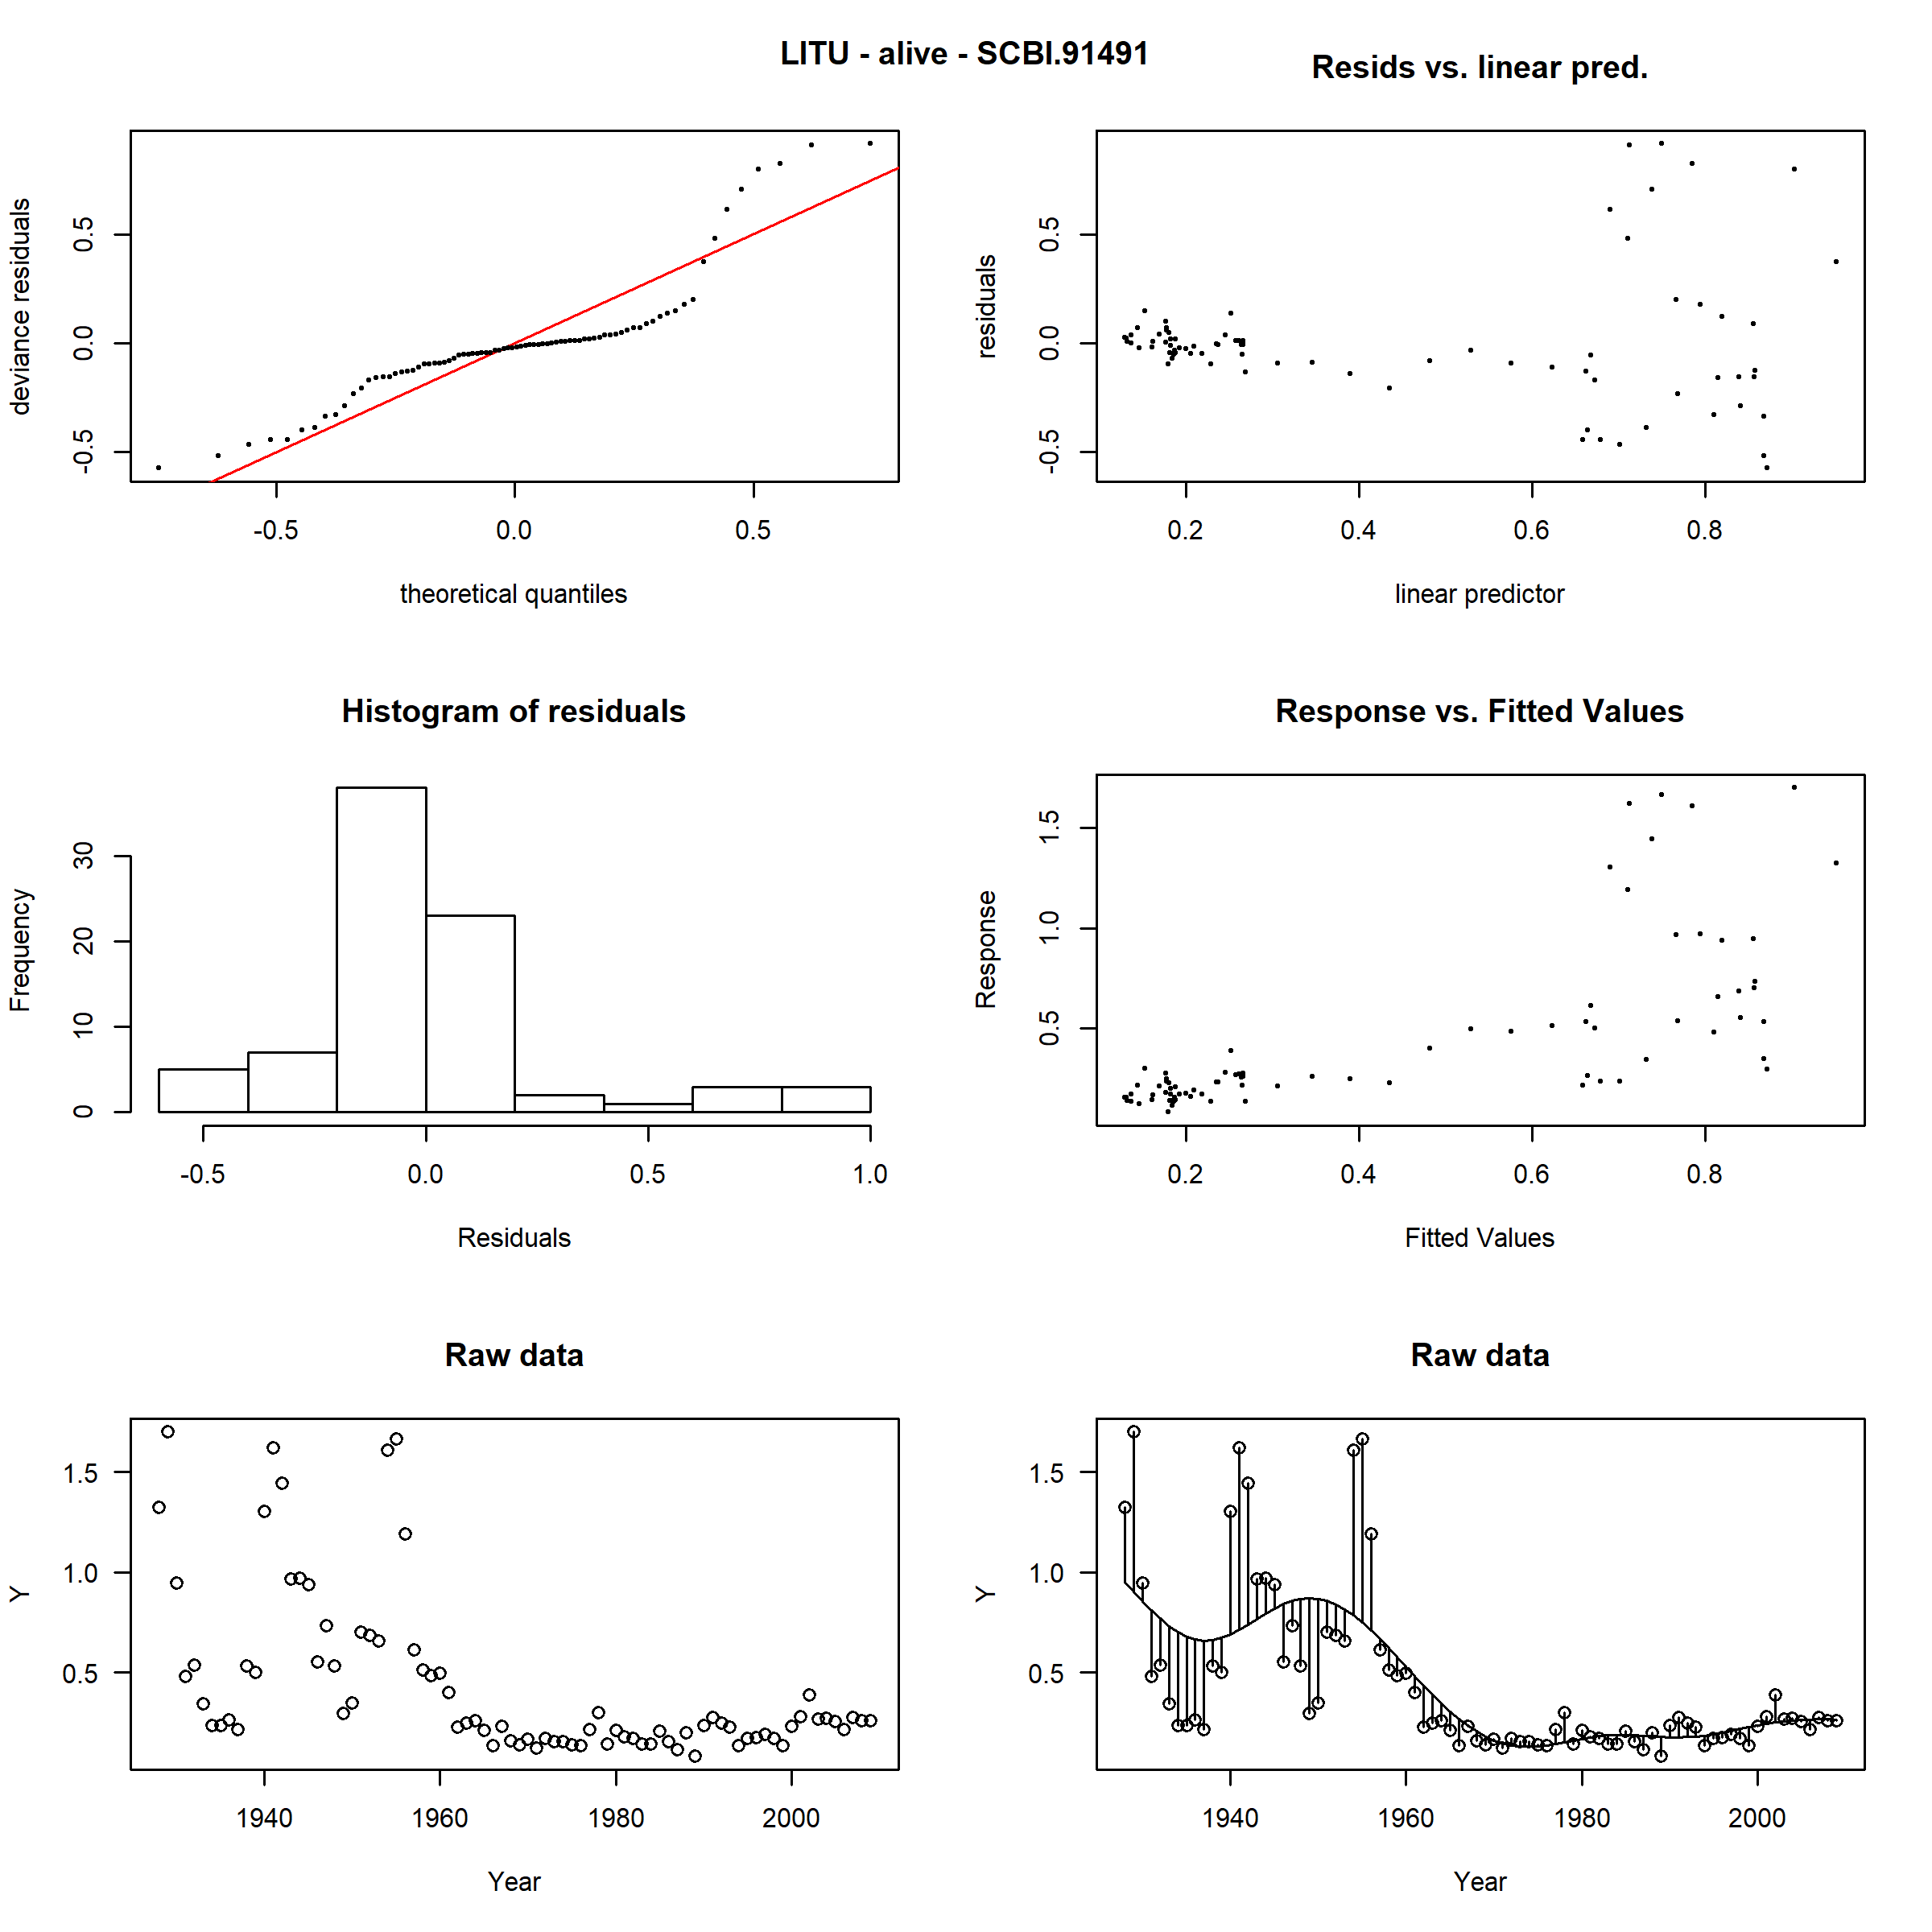 LITU - alive - SCBI.91491
Resids vs. linear pred.
deviance residuals
-0.5 0.0 0.5
-0.5 0.0 0.5
theoretical quantiles
residuals
-0.5 0.0 0.5
0.2 0.4 0.6 0.8
linear predictor
Histogram of residuals
Frequency
0 10 20 30
-0.5 0.0 0.5 1.0
Residuals
Response vs. Fitted Values
Response
0.5 1.0 1.5
0.2 0.4 0.6 0.8
Fitted Values
Raw data
Y
1.5
1.0
0.5
1940 1960 1980 2000
Year
Raw data
Y
1.5
1.0
0.5
1940 1960 1980 2000
Year